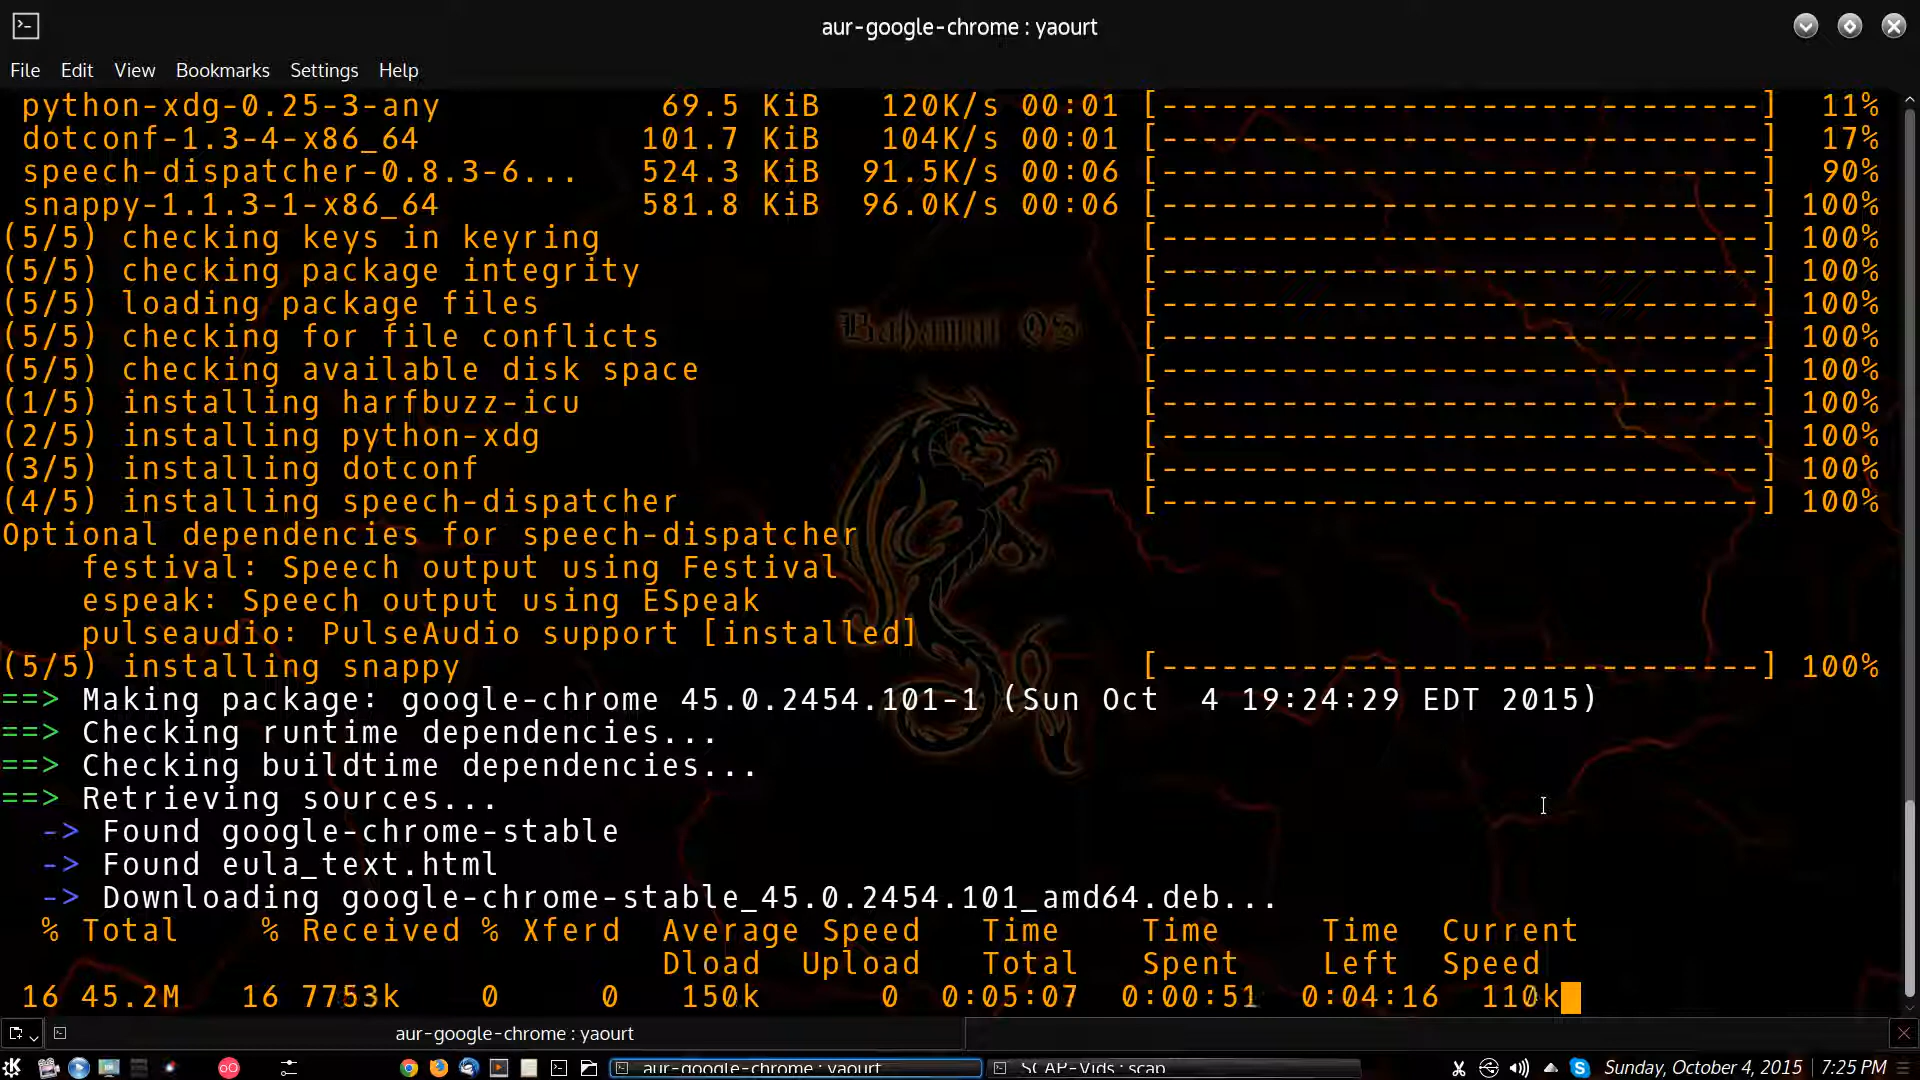 aur-google-chrome : yaourt
File Edit View Bookmarks Settings Help
python-xdg-0.25-3-any 69.5 KiB 120K/s 00:01 [------------------------------] 11%
dotconf-1.3-4-x86_64 101.7 KiB 104K/s 00:01 [------------------------------] 17%
speech-dispatcher-0.8.3-6... 524.3 KiB 91.5K/s 00:06 [------------------------------] 90%
snappy-1.1.3-1-x86_64 581.8 KiB 96.0K/s 00:06 [------------------------------] 100%
(5/5) checking keys in keyring [------------------------------] 100%
(5/5) checking package integrity [------------------------------] 100%
(5/5) loading package files [------------------------------] 100%
(5/5) checking for file conflicts [------------------------------] 100%
(5/5) checking available disk space [------------------------------] 100%
(1/5) installing harfbuzz-icu [------------------------------] 100%
(2/5) installing python-xdg [------------------------------] 100%
(3/5) installing dotconf [------------------------------] 100%
(4/5) installing speech-dispatcher [------------------------------] 100%
Optional dependencies for speech-dispatcher
festival: Speech output using Festival
espeak: Speech output using ESpeak
pulseaudio: PulseAudio support [installed]
(5/5) installing snappy [------------------------------] 100%
==> Making package: google-chrome 45.0.2454.101-1 (Sun Oct  4 19:24:29 EDT 2015)
==> Checking runtime dependencies...
==> Checking buildtime dependencies...
==> Retrieving sources...
-> Found google-chrome-stable
-> Found eula_text.html
-> Downloading google-chrome-stable_45.0.2454.101_amd64.deb...
% Total % Received % Xferd Average Speed Time Time Time Current
Dload Upload Total Spent Left Speed
16 45.2M 16 7753k 0 0 150k 0 0:05:07 0:00:51 0:04:16 110k
Bahamut OS
aur-google-chrome : yaourt
aur-google-chrome : yaourt
SCAP-Vids : scap
Sunday, October 4, 2015 7:25 PM